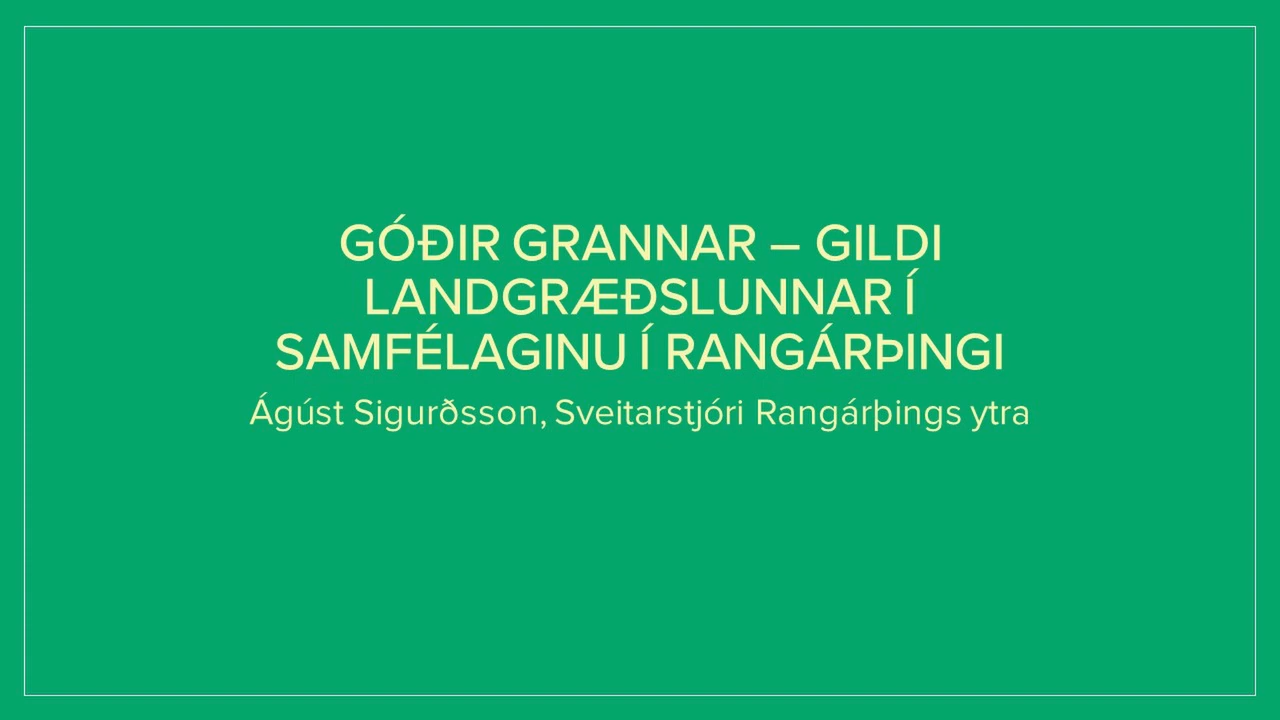 GÓÐIR GRANNAR – GILDI
LANDGRÆÐSLUNNAR Í
SAMFÉLAGINU Í RANGÁRÞINGI
Ágúst Sigurðsson, Sveitarstjóri Rangárþings ytra